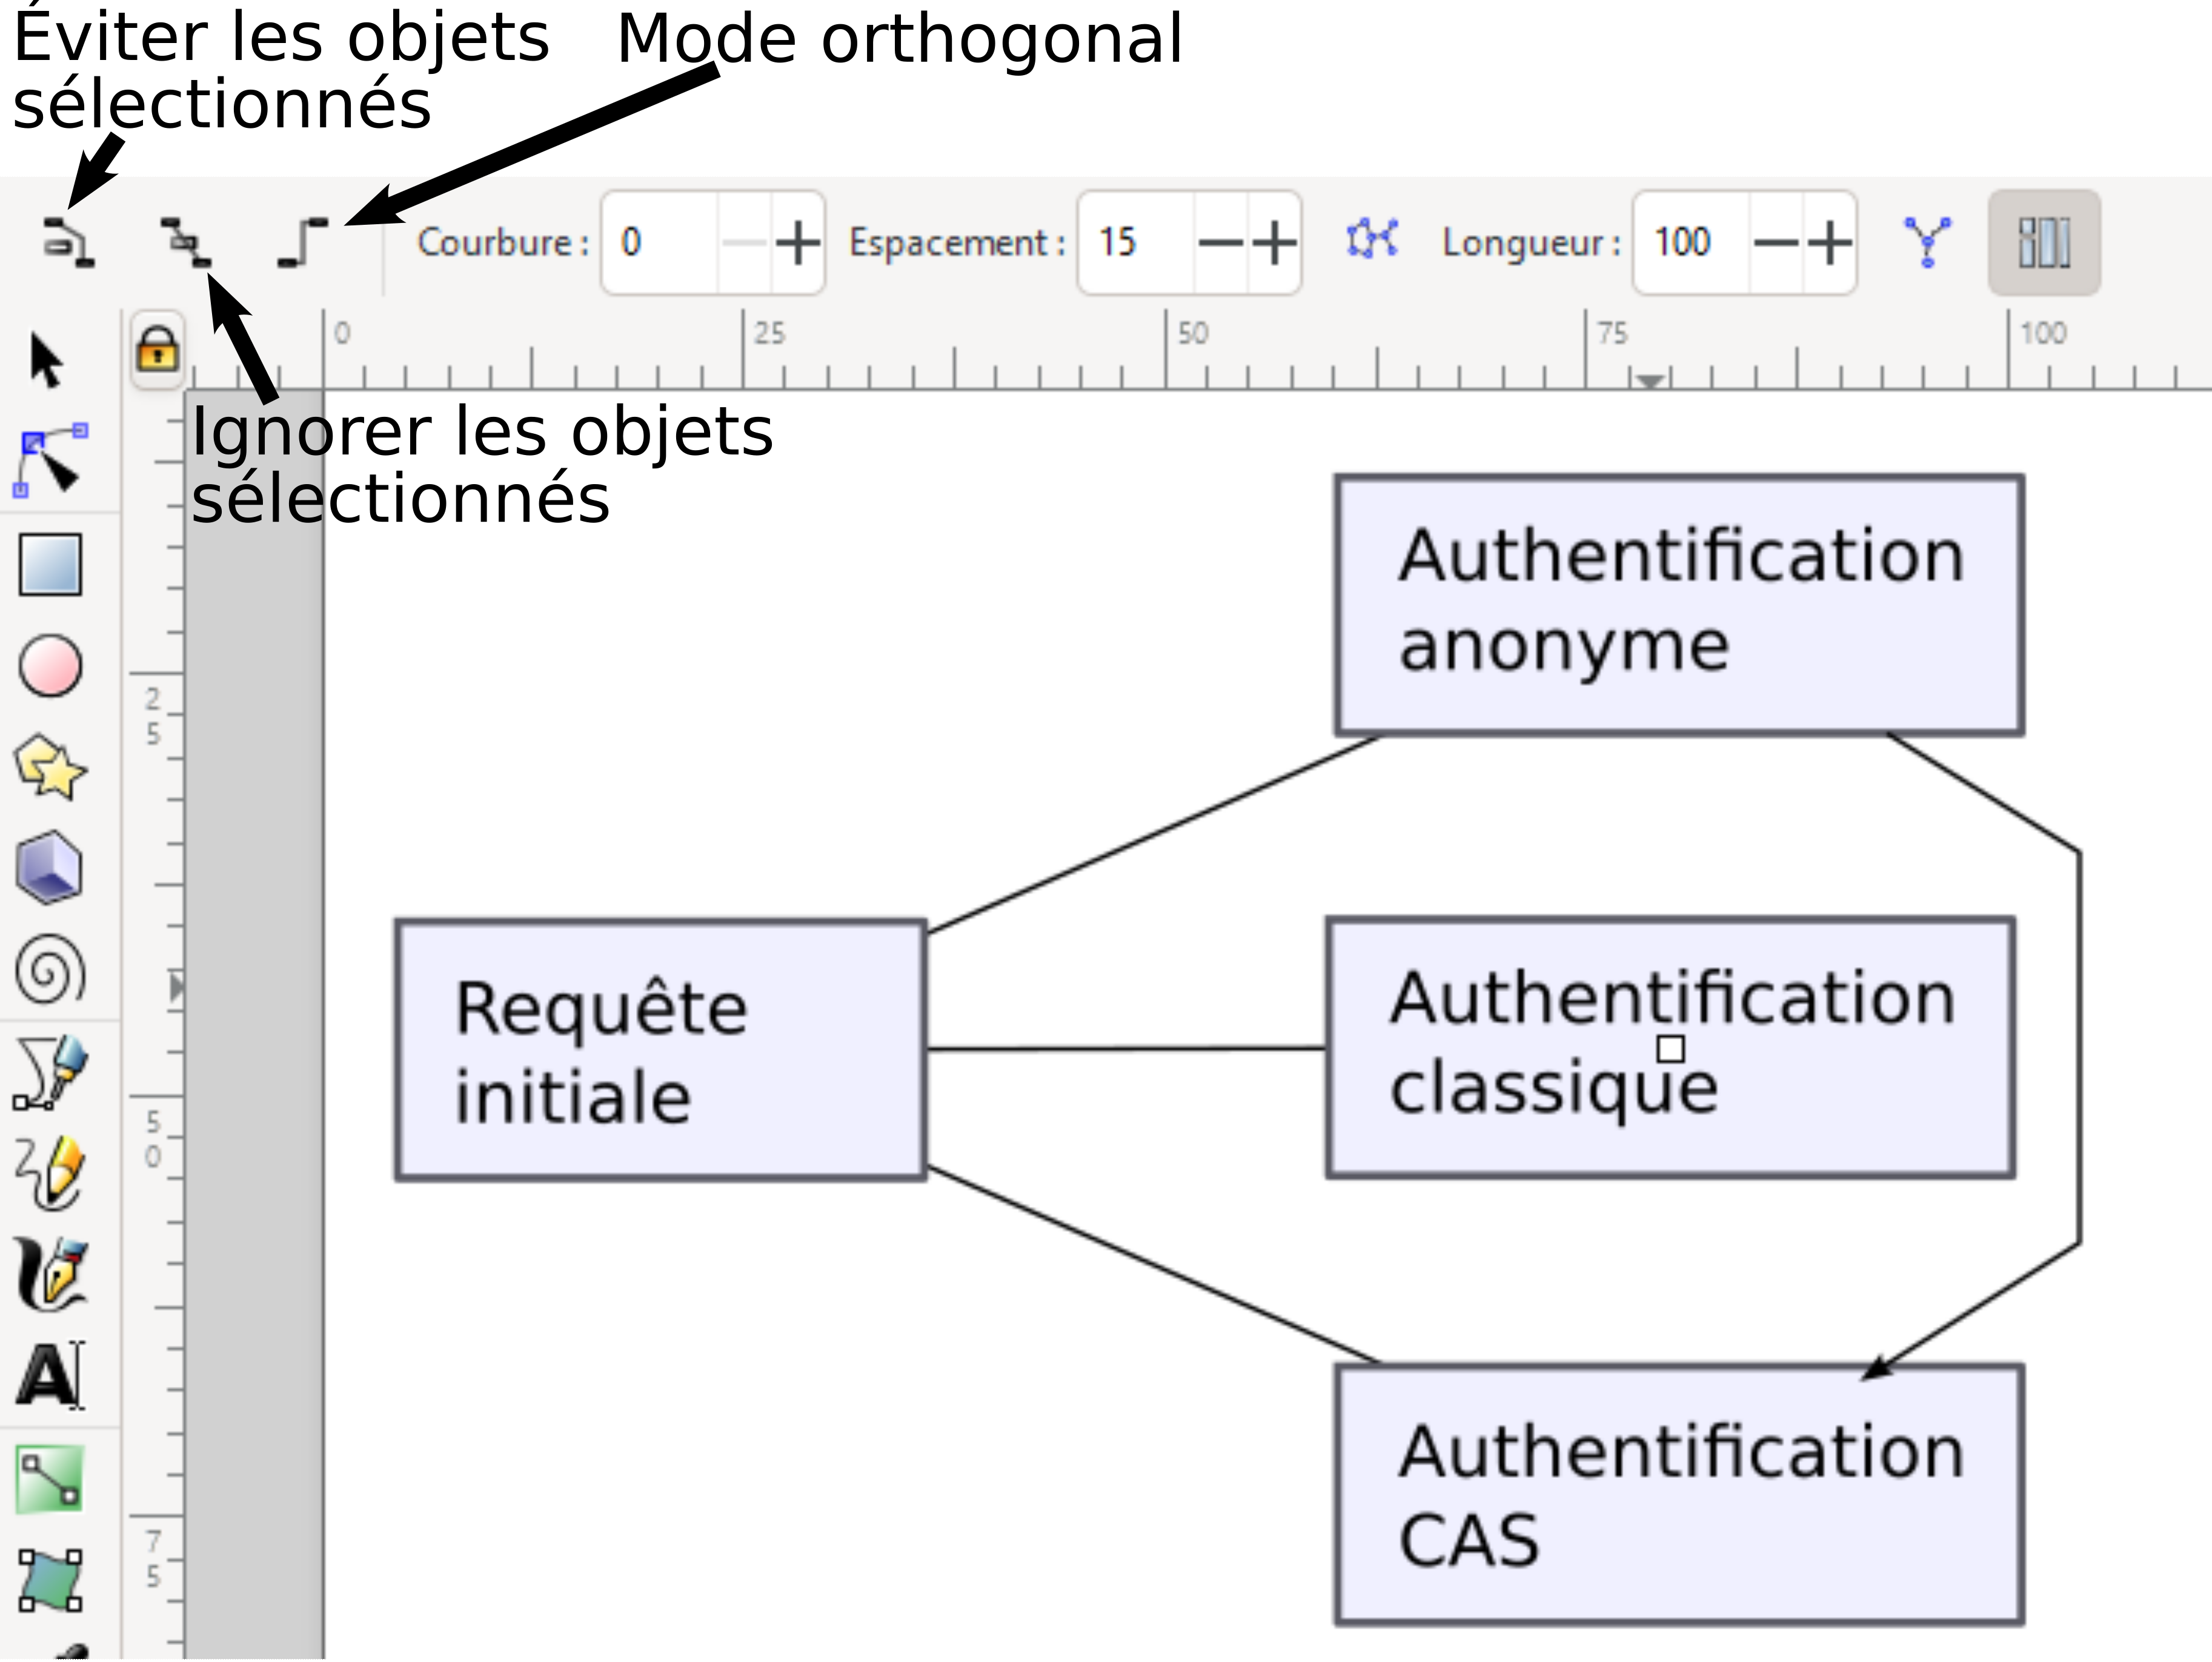 Éviter les objets
sélectionnés
Mode orthogonal
Courbure : 0 Espacement : 15 Longueur : 100
0 25 50 75 100
Ignorer les objets
sélectionnés
Authentification
anonyme
25
Requête
initiale
Authentification
classique
50
Authentification
CAS
75